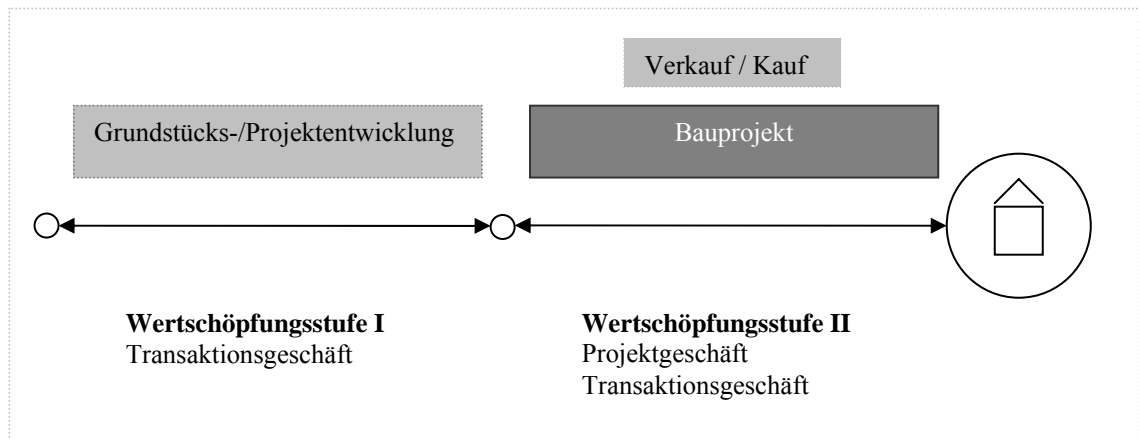 Verkauf / Kauf
Grundstücks-/Projektentwicklung
Bauprojekt
Wertschöpfungsstufe I
Transaktionsgeschäft
Wertschöpfungsstufe II
Projektgeschäft
Transaktionsgeschäft